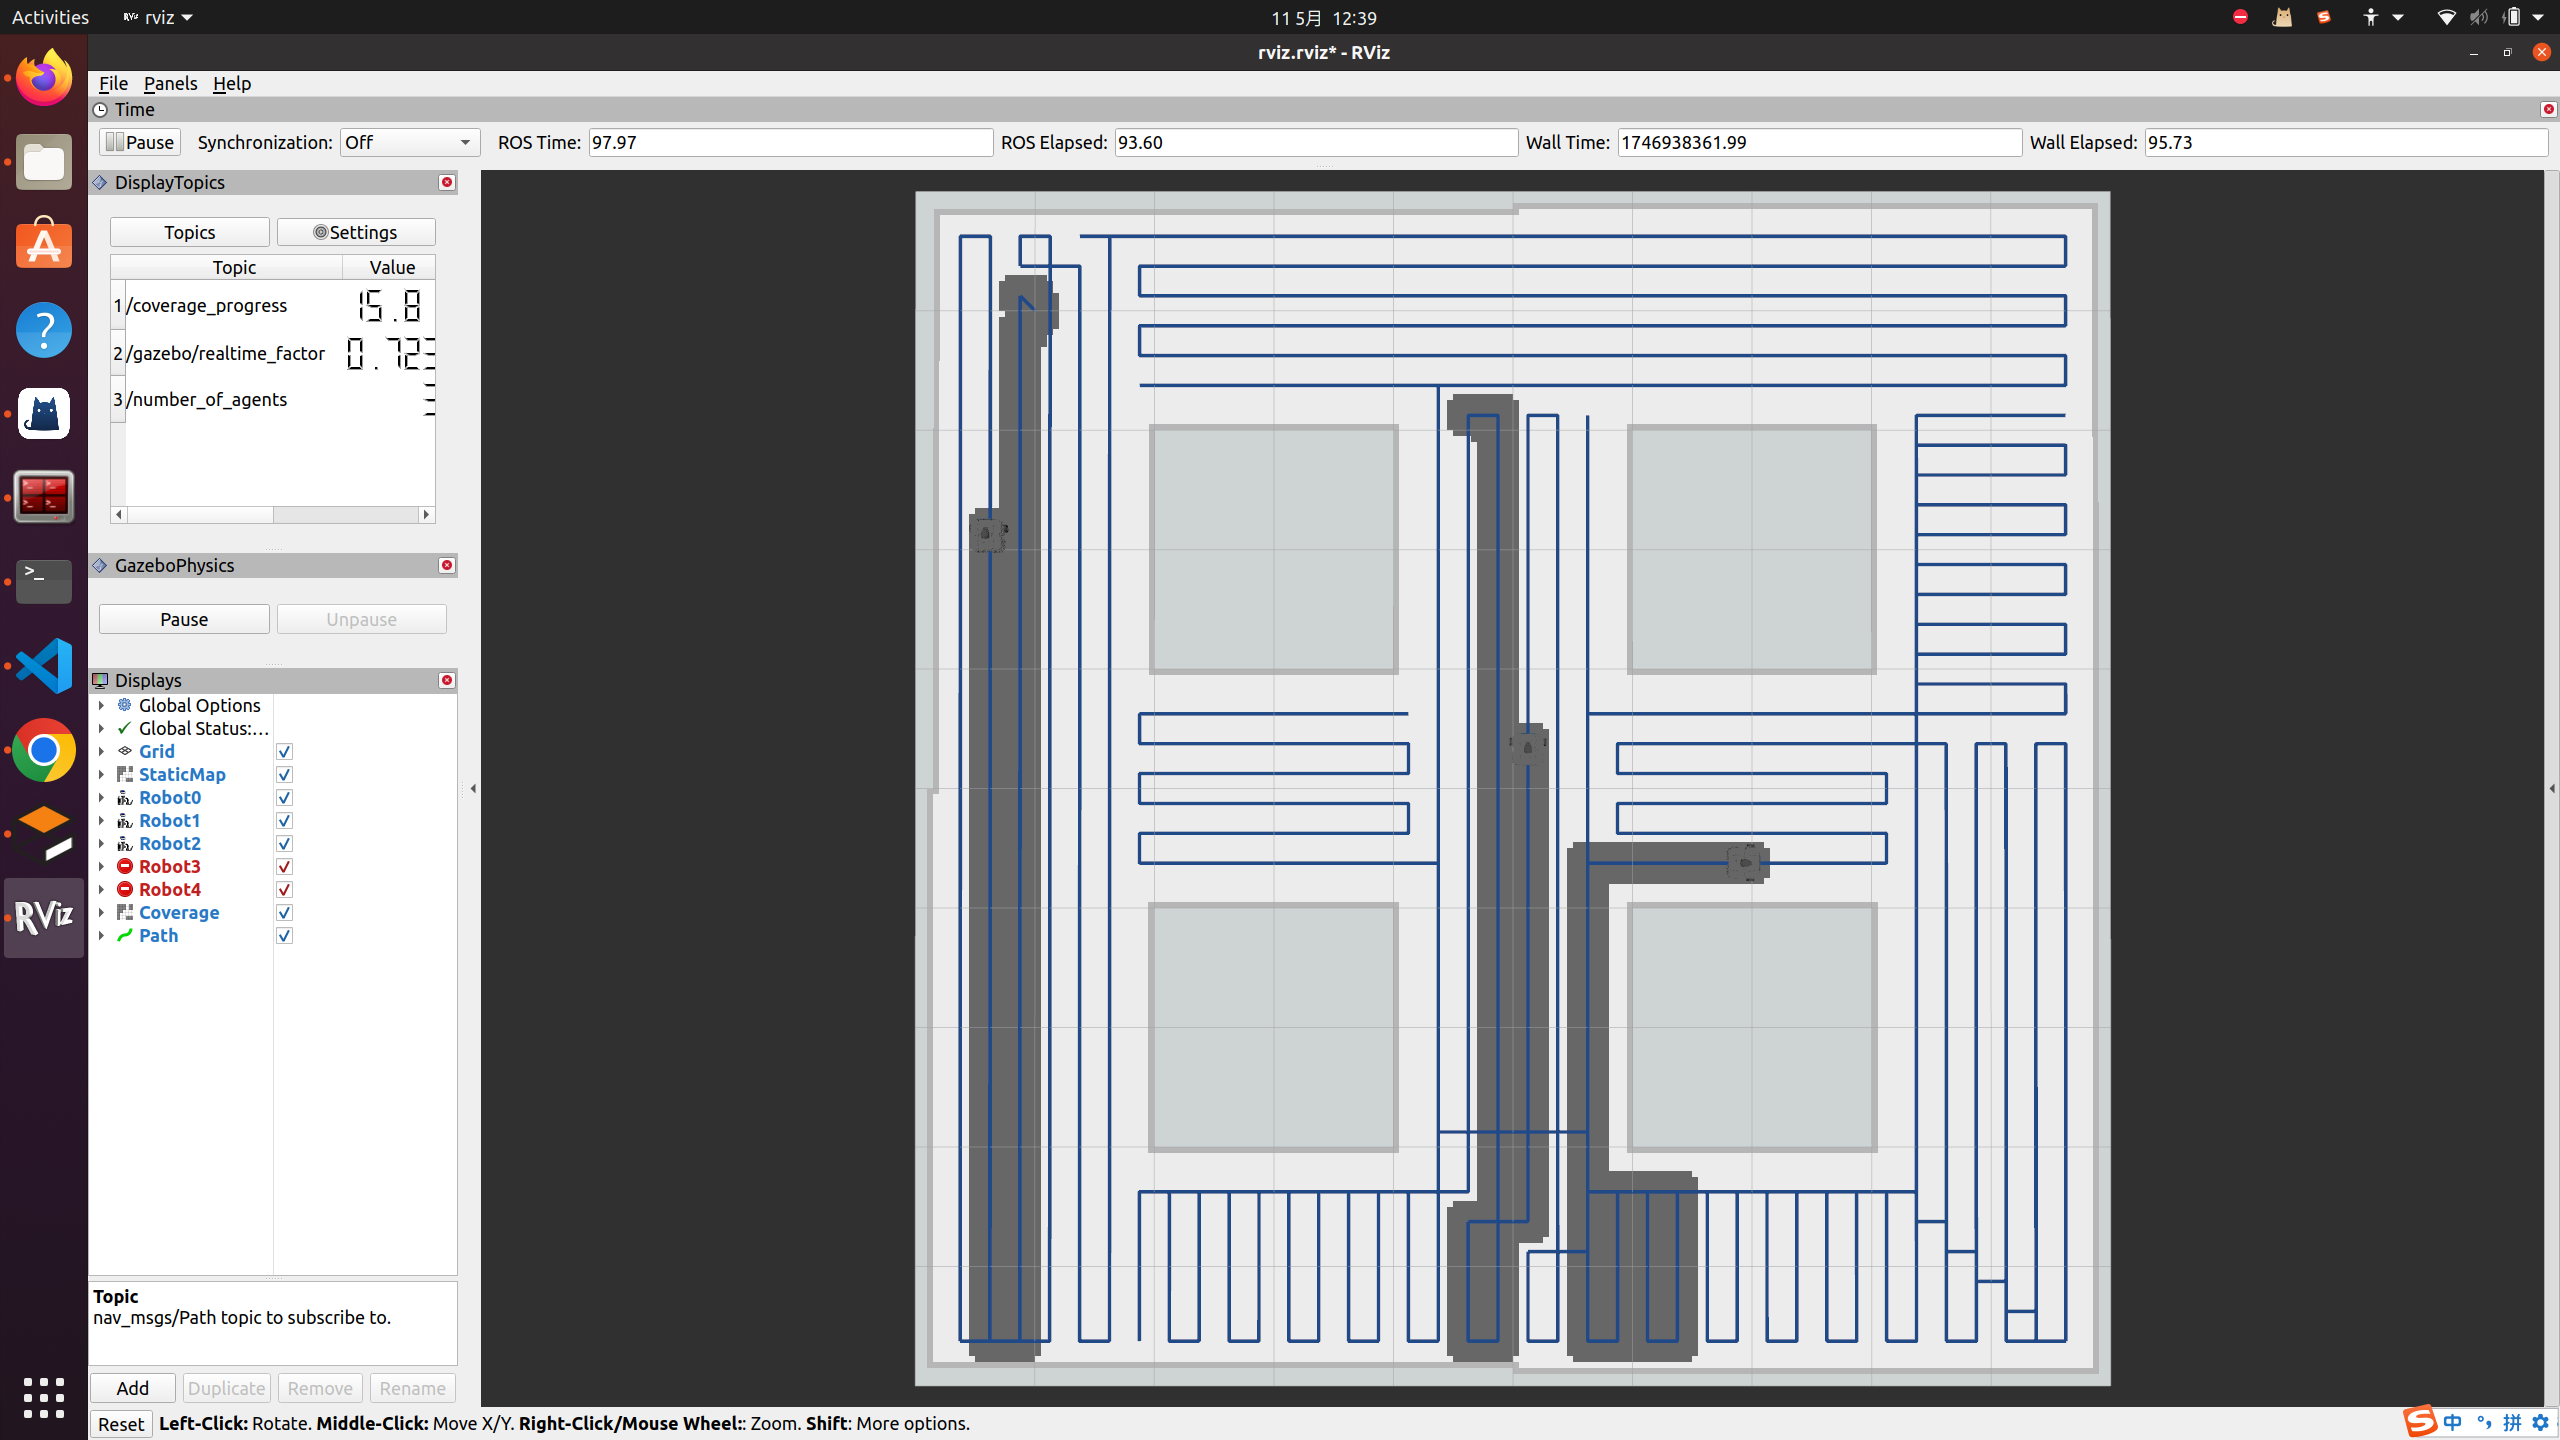 Activities
rviz
11 5月 12:39
rviz.rviz* - RViz
File Panels Help
Time
Pause
Synchronization: Off
ROS Time: 97.97
ROS Elapsed: 93.60
Wall Time: 1746938361.99
Wall Elapsed: 95.73
DisplayTopics
Topics
Settings
Topic Value
1 /coverage_progress 15.8
2 /gazebo/realtime_factor 0.723
3 /number_of_agents
GazeboPhysics
Pause
Unpause
Displays
Global Options
Global Status:...
Grid
StaticMap
Robot0
Robot1
Robot2
Robot3
Robot4
Coverage
Path
RViz
Topic
nav_msgs/Path topic to subscribe to.
Add Duplicate Remove Rename
Reset Left-Click: Rotate. Middle-Click: Move X/Y. Right-Click/Mouse Wheel:: Zoom. Shift: More options.
中 拼